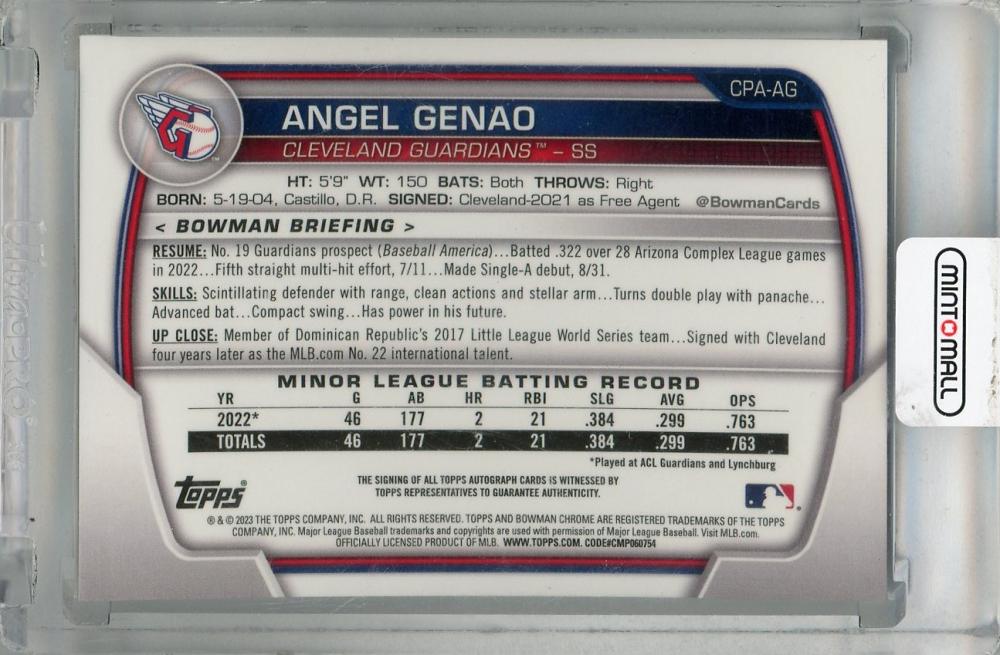 CPA-AG
ANGEL GENAO
CLEVELAND GUARDIANS™ – SS
HT: 5'9" WT: 150 BATS: Both THROWS: Right
BORN: 5-19-04, Castillo, D.R. SIGNED: Cleveland-2021 as Free Agent @BowmanCards
< BOWMAN BRIEFING >
RESUME: No. 19 Guardians prospect (Baseball America)...Batted .322 over 28 Arizona Complex League games
in 2022...Fifth straight multi-hit effort, 7/11...Made Single-A debut, 8/31.
SKILLS: Scintillating defender with range, clean actions and stellar arm...Turns double play with panache...
Advanced bat...Compact swing...Has power in his future.
UP CLOSE: Member of Dominican Republic's 2017 Little League World Series team...Signed with Cleveland
four years later as the MLB.com No. 22 international talent.
MINOR LEAGUE BATTING RECORD
YR G AB HR RBI SLG AVG OPS
2022* 46 177 2 21 .384 .299 .763
TOTALS 46 177 2 21 .384 .299 .763
*Played at ACL Guardians and Lynchburg
THE SIGNING OF ALL TOPPS AUTOGRAPH CARDS IS WITNESSED BY
TOPPS REPRESENTATIVES TO GUARANTEE AUTHENTICITY.
Topps®
® & © 2023 THE TOPPS COMPANY, INC. ALL RIGHTS RESERVED. TOPPS AND BOWMAN CHROME ARE REGISTERED TRADEMARKS OF THE TOPPS
COMPANY, INC. Major League Baseball trademarks and copyrights are used with permission of Major League Baseball. Visit MLB.com.
OFFICIALLY LICENSED PRODUCT OF MLB. WWW.TOPPS.COM. CODE#CMP060754
MINT MALL